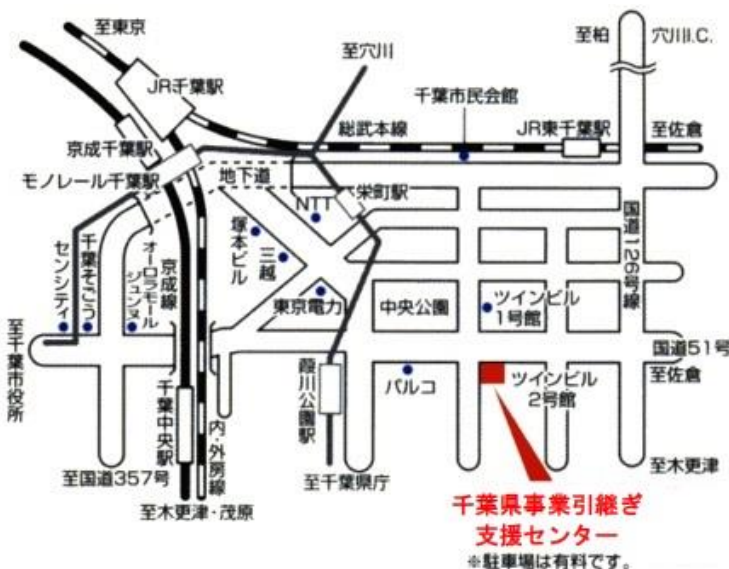 至東京
至柏
穴川I.C.
至穴川
JR千葉駅
千葉市民会館
総武本線
JR東千葉駅
至佐倉
京成千葉駅
モノレール千葉駅
地下道
栄町駅
NTT
塚本ビル
三越
国道126号線
センシティ
千葉そごう
オーロラモール
ジュンヌ
京成線
東京電力
中央公園
ツインビル
1号館
国道51号
至佐倉
至千葉市役所
葭川公園駅
パルコ
ツインビル
2号館
千葉中央駅
内・外房線
至国道357号
至千葉県庁
至木更津
至木更津・茂原
千葉県事業引継ぎ
支援センター
※駐車場は有料です。